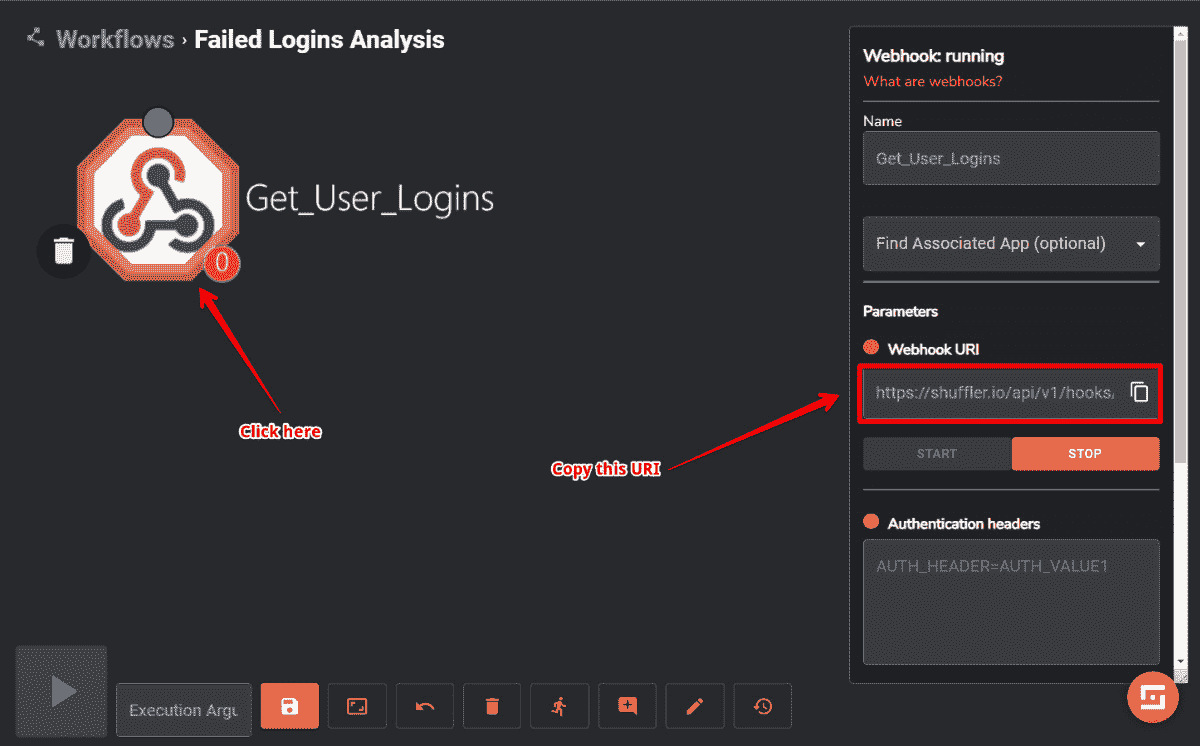 Workflows › Failed Logins Analysis
Get_User_Logins
0
Click here
Copy this URI
Webhook: running
What are webhooks?
Name
Get_User_Logins
Find Associated App (optional)
Parameters
Webhook URI
https://shuffler.io/api/v1/hooks/
START STOP
Authentication headers
AUTH_HEADER=AUTH_VALUE1
Execution Argu